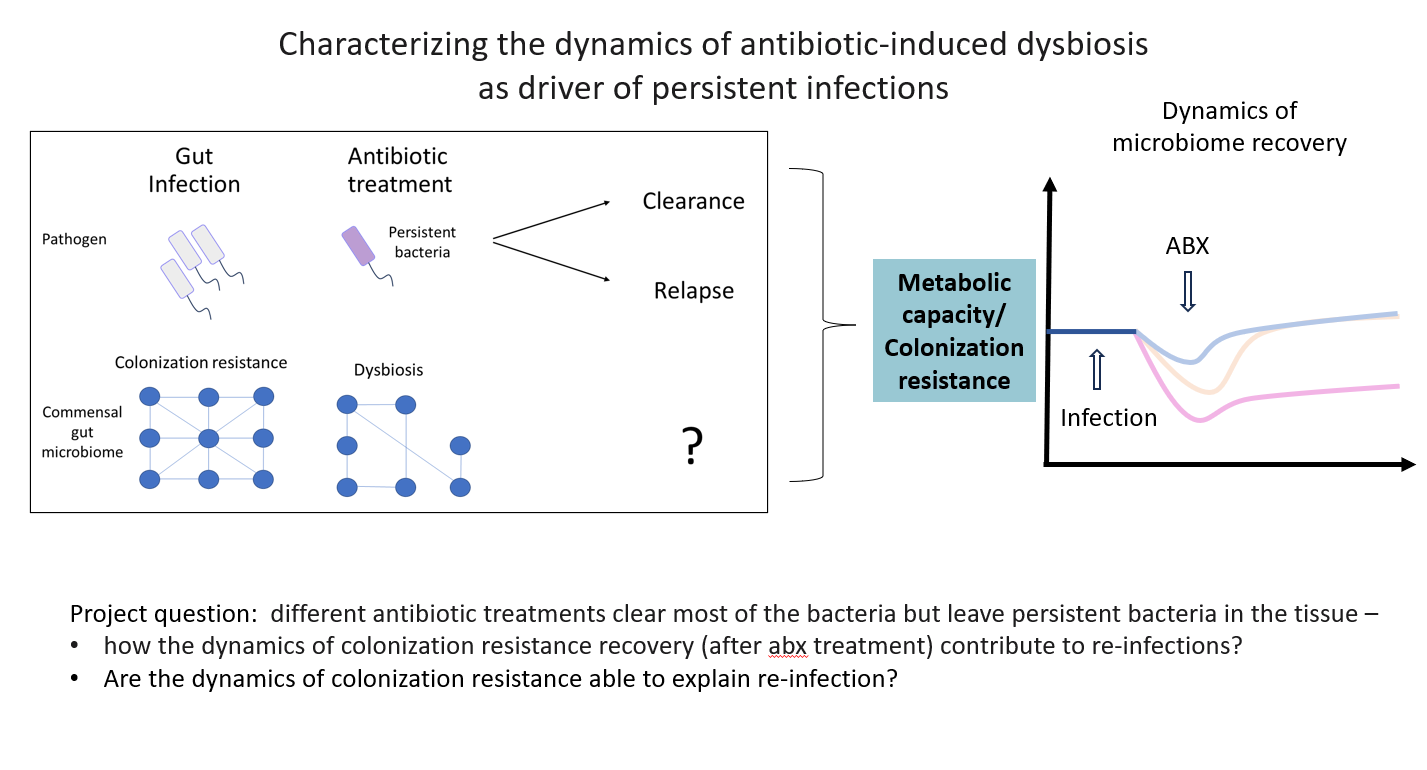 Characterizing the dynamics of antibiotic-induced dysbiosis
as driver of persistent infections
Gut
Infection
Antibiotic
treatment
Pathogen
Persistent
bacteria
Clearance
Relapse
Colonization resistance
Dysbiosis
Commensal
gut
microbiome
?
Metabolic
capacity/
Colonization
resistance
Dynamics of
microbiome recovery
ABX
Infection
Project question:  different antibiotic treatments clear most of the bacteria but leave persistent bacteria in the tissue –
• how the dynamics of colonization resistance recovery (after abx treatment) contribute to re-infections?
• Are the dynamics of colonization resistance able to explain re-infection?